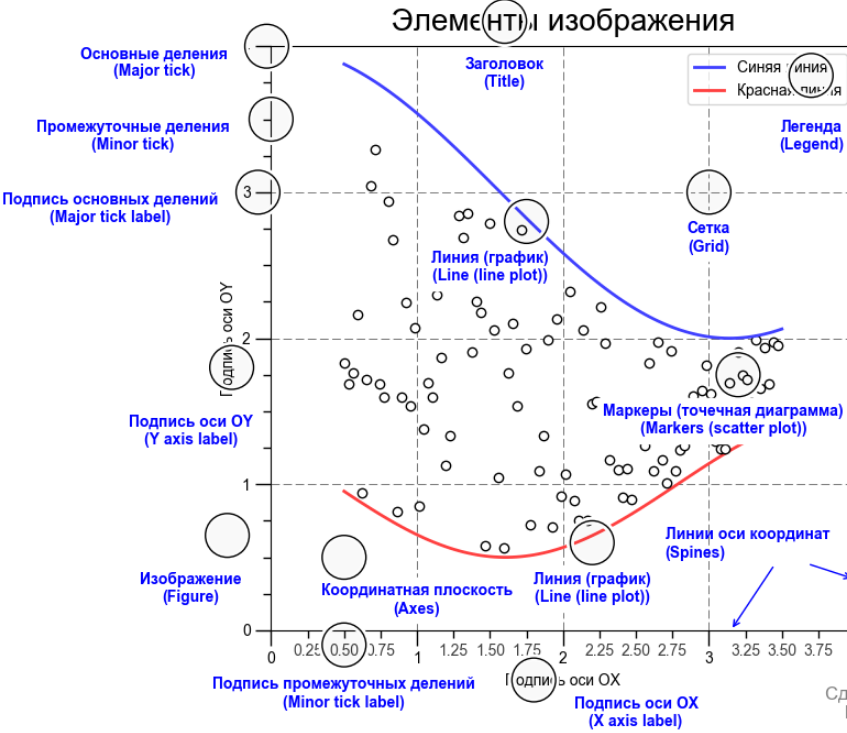 Элементы изображения
Основные деления
(Major tick)
Заголовок
(Title)
Синяя линия
Красная линия
Промежуточные деления
(Minor tick)
Легенда
(Legend)
Подпись основных делений
(Major tick label)
3
Сетка
(Grid)
Линия (график)
(Line (line plot))
Подпись оси OY
2
Подпись оси OY
(Y axis label)
Маркеры (точечная диаграмма)
(Markers (scatter plot))
1
Линии оси координат
(Spines)
Изображение
(Figure)
Координатная плоскость
(Axes)
Линия (график)
(Line (line plot))
0
0 0.25 0.50 0.75 1 1.25 1.50 1.75 2 2.25 2.50 2.75 3 3.25 3.50 3.75
Подпись промежуточных делений
(Minor tick label)
Подпись оси OX
Подпись оси OX
(X axis label)
Сд